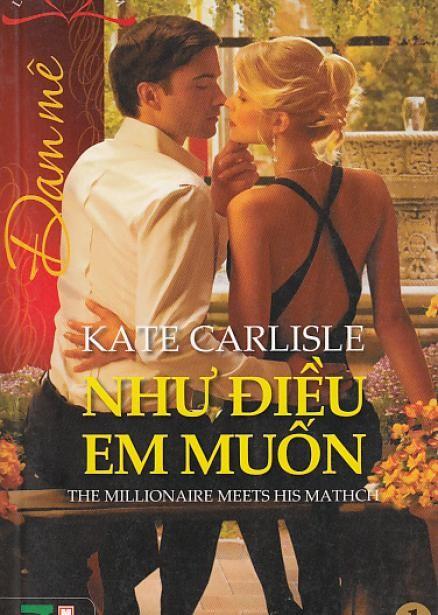 Đam mê
KATE CARLISLE
NHƯ ĐIỀU
EM MUỐN
THE MILLIONAIRE MEETS HIS MATHCH